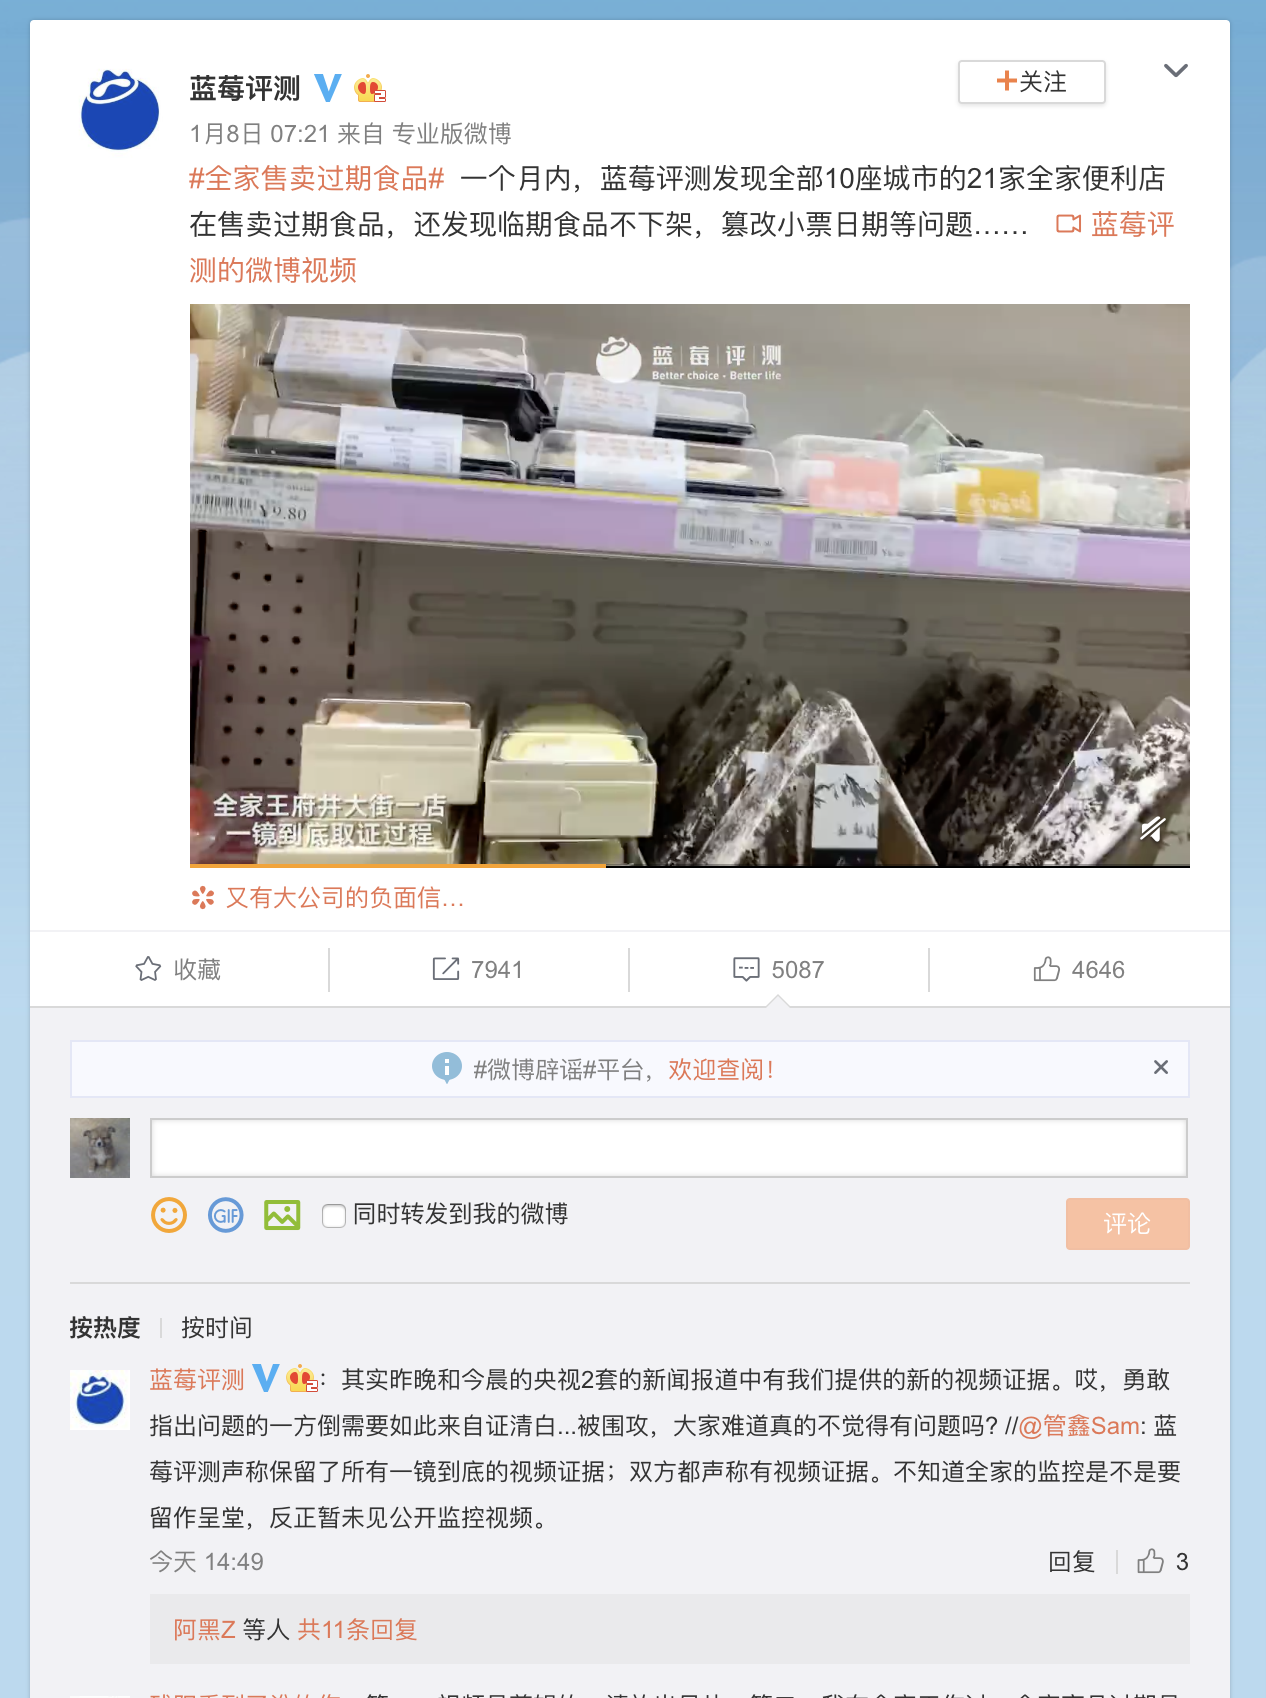 蓝莓评测
+关注
1月8日 07:21 来自 专业版微博
#全家售卖过期食品# 一个月内，蓝莓评测发现全部10座城市的21家全家便利店
在售卖过期食品，还发现临期食品不下架，篡改小票日期等问题…… 蓝莓评
测的微博视频
蓝莓评测
Better choice · Better life
¥9.80
全家王府井大街一店
一镜到底取证过程
又有大公司的负面信…
收藏 7941 5087 4646
#微博辟谣#平台，欢迎查阅！
GIF 同时转发到我的微博
评论
按热度 按时间
蓝莓评测：其实昨晚和今晨的央视2套的新闻报道中有我们提供的新的视频证据。哎，勇敢
指出问题的一方倒需要如此来自证清白...被围攻，大家难道真的不觉得有问题吗? //@管鑫Sam: 蓝
莓评测声称保留了所有一镜到底的视频证据；双方都声称有视频证据。不知道全家的监控是不是要
留作呈堂，反正暂未见公开监控视频。
今天 14:49
回复 3
阿黑Z 等人 共11条回复